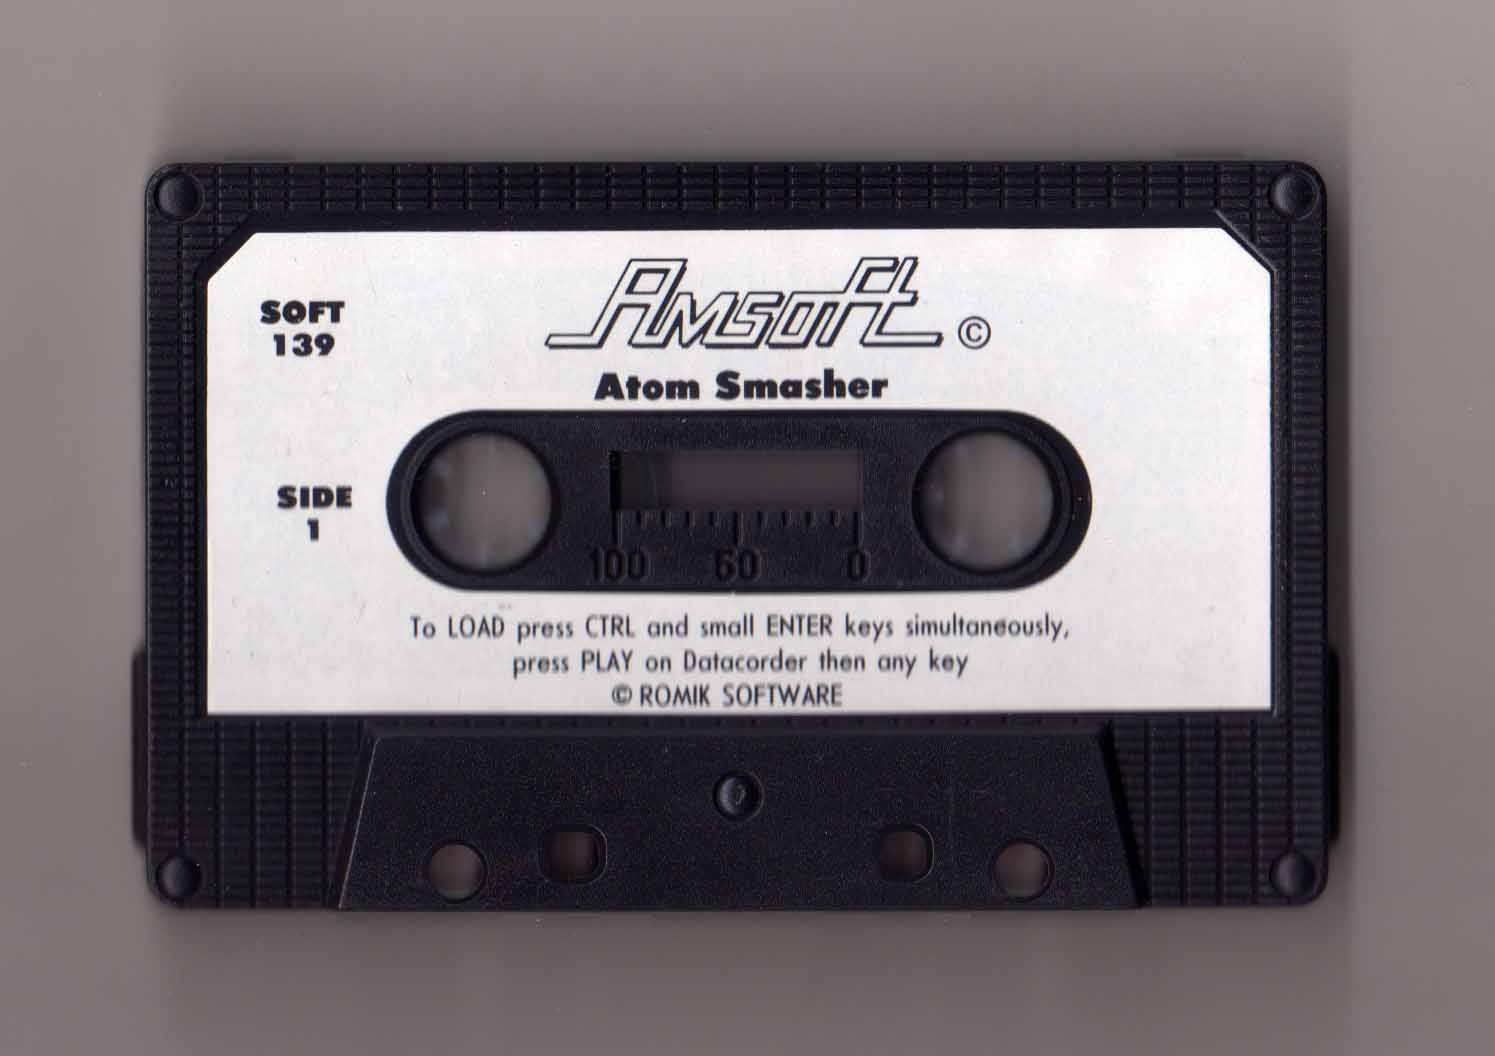 SOFT
139
Amsoft ©
Atom Smasher
SIDE
1
100 50 0
To LOAD press CTRL and small ENTER keys simultaneously,
press PLAY on Datacorder then any key
© ROMIK SOFTWARE